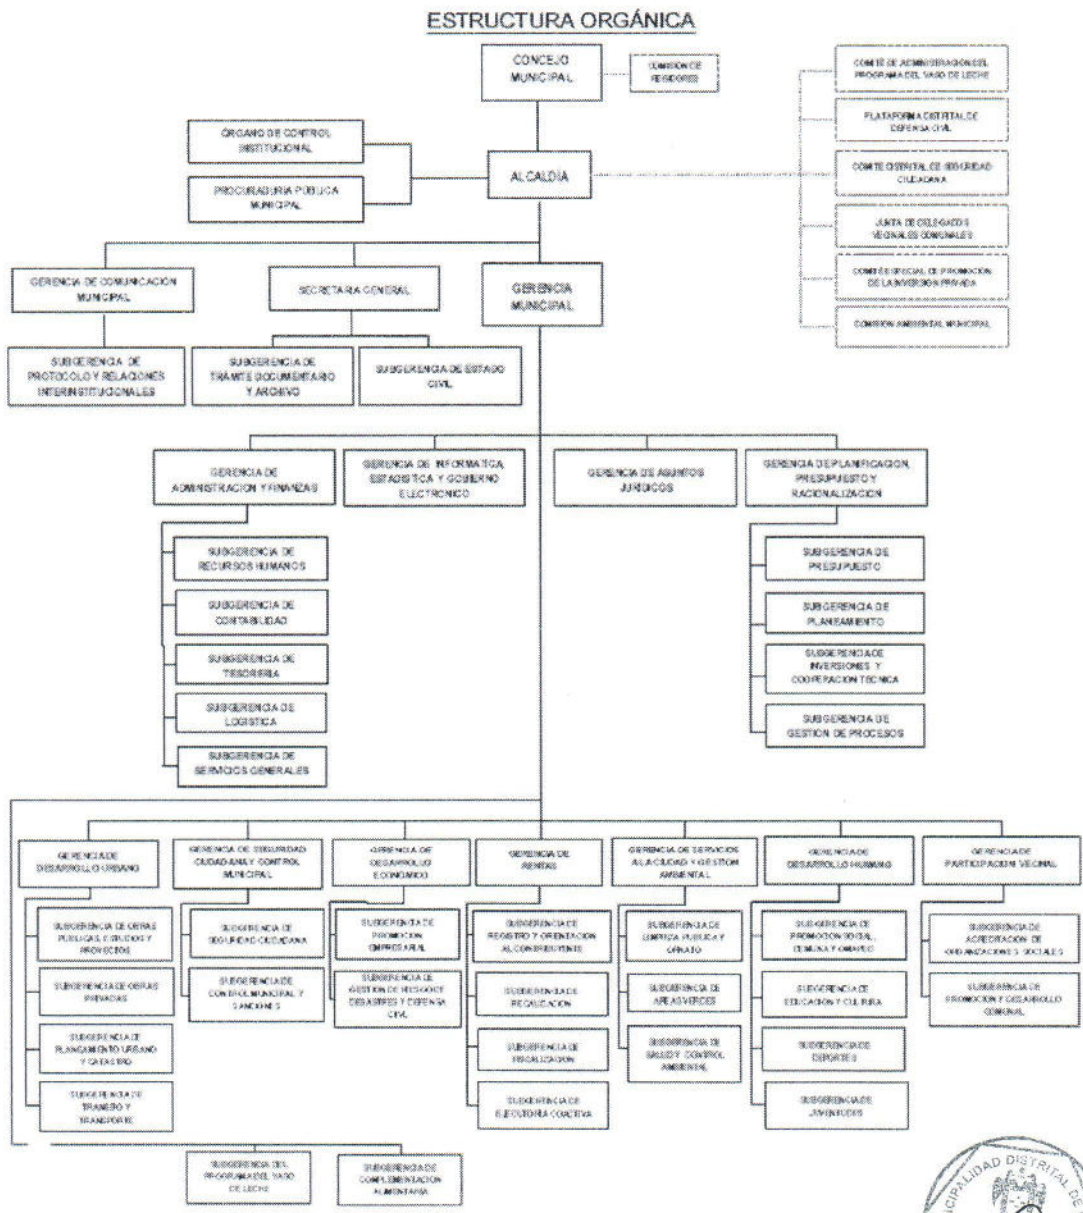 ESTRUCTURA ORGÁNICA
CONCEJO
MUNICIPAL
COMISIÓN DE
REGIDORES
COMITÉ DE ADMINISTRACIÓN DEL
PROGRAMA DEL VASO DE LECHE
PLATAFORMA DISTRITAL DE
DEFENSA CIVIL
COMITÉ DISTRITAL DE SEGURIDAD
CIUDADANA
JUNTA DE DELEGADOS
VECINALES COMUNALES
COMITÉ ESPECIAL DE PROMOCIÓN
DE LA INVERSIÓN PRIVADA
COMISIÓN AMBIENTAL MUNICIPAL
ÓRGANO DE CONTROL
INSTITUCIONAL
PROCURADURÍA PÚBLICA
MUNICIPAL
ALCALDÍA
GERENCIA DE COMUNICACIÓN
MUNICIPAL
SECRETARIA GENERAL
GERENCIA
MUNICIPAL
SUBGERENCIA DE
PROTOCOLO Y RELACIONES
INTERINSTITUCIONALES
SUBGERENCIA DE
TRÁMITE DOCUMENTARIO
Y ARCHIVO
SUBGERENCIA DE ESTADO
CIVIL
GERENCIA DE
ADMINISTRACION Y FINANZAS
GERENCIA DE INFORMATICA,
ESTADISTICA Y GOBIERNO
ELECTRONICO
GERENCIA DE ASUNTOS
JURIDICOS
GERENCIA DE PLANIFICACION,
PRESUPUESTO Y
RACIONALIZACION
SUBGERENCIA DE
RECURSOS HUMANOS
SUBGERENCIA DE
CONTABILIDAD
SUBGERENCIA DE
TESORERIA
SUBGERENCIA DE
LOGISTICA
SUBGERENCIA DE
SERVICIOS GENERALES
SUBGERENCIA DE
PRESUPUESTO
SUBGERENCIA DE
PLANEAMIENTO
SUBGERENCIA DE
INVERSIONES Y
COOPERACION TECNICA
SUBGERENCIA DE
GESTION DE PROCESOS
GERENCIA DE
DESARROLLO URBANO
GERENCIA DE SEGURIDAD
CIUDADANA Y CONTROL
MUNICIPAL
GERENCIA DE
DESARROLLO
ECONOMICO
GERENCIA DE
RENTAS
GERENCIA DE SERVICIOS
A LA CIUDAD Y GESTION
AMBIENTAL
GERENCIA DE
DESARROLLO HUMANO
GERENCIA DE
PARTICIPACION VECINAL
SUBGERENCIA DE OBRAS
PUBLICAS, ESTUDIOS Y
PROYECTOS
SUBGERENCIA DE OBRAS
PRIVADAS
SUBGERENCIA DE
PLANEAMIENTO URBANO
Y CATASTRO
SUBGERENCIA DE
TRANSITO Y
TRANSPORTE
SUBGERENCIA DE
SEGURIDAD CIUDADANA
SUBGERENCIA DE
CONTROL MUNICIPAL Y
SANCIONES
SUBGERENCIA DE
PROMOCION
EMPRESARIAL
SUBGERENCIA DE
GESTION DE RIESGO DE
DESASTRES Y DEFENSA
CIVIL
SUBGERENCIA DE
REGISTRO Y ORIENTACION
AL CONTRIBUYENTE
SUBGERENCIA DE
RECAUDACION
SUBGERENCIA DE
FISCALIZACION
SUBGERENCIA DE
EJECUTORIA COACTIVA
SUBGERENCIA DE
LIMPIEZA PUBLICA Y
ORNATO
SUBGERENCIA DE
AREAS VERDES
SUBGERENCIA DE
SALUD Y CONTROL
AMBIENTAL
SUBGERENCIA DE
PROMOCION SOCIAL,
DEMUNA Y OMAPED
SUBGERENCIA DE
EDUCACION Y CULTURA
SUBGERENCIA DE
DEPORTES
SUBGERENCIA DE
JUVENTUDES
SUBGERENCIA DE
ACREDITACION DE
ORGANIZACIONES SOCIALES
SUBGERENCIA DE
PROMOCION Y DESARROLLO
COMUNAL
SUBGERENCIA DEL
PROGRAMA DEL VASO
DE LECHE
SUBGERENCIA DE
COMPLEMENTACION
ALIMENTARIA
DISTRITAL DE